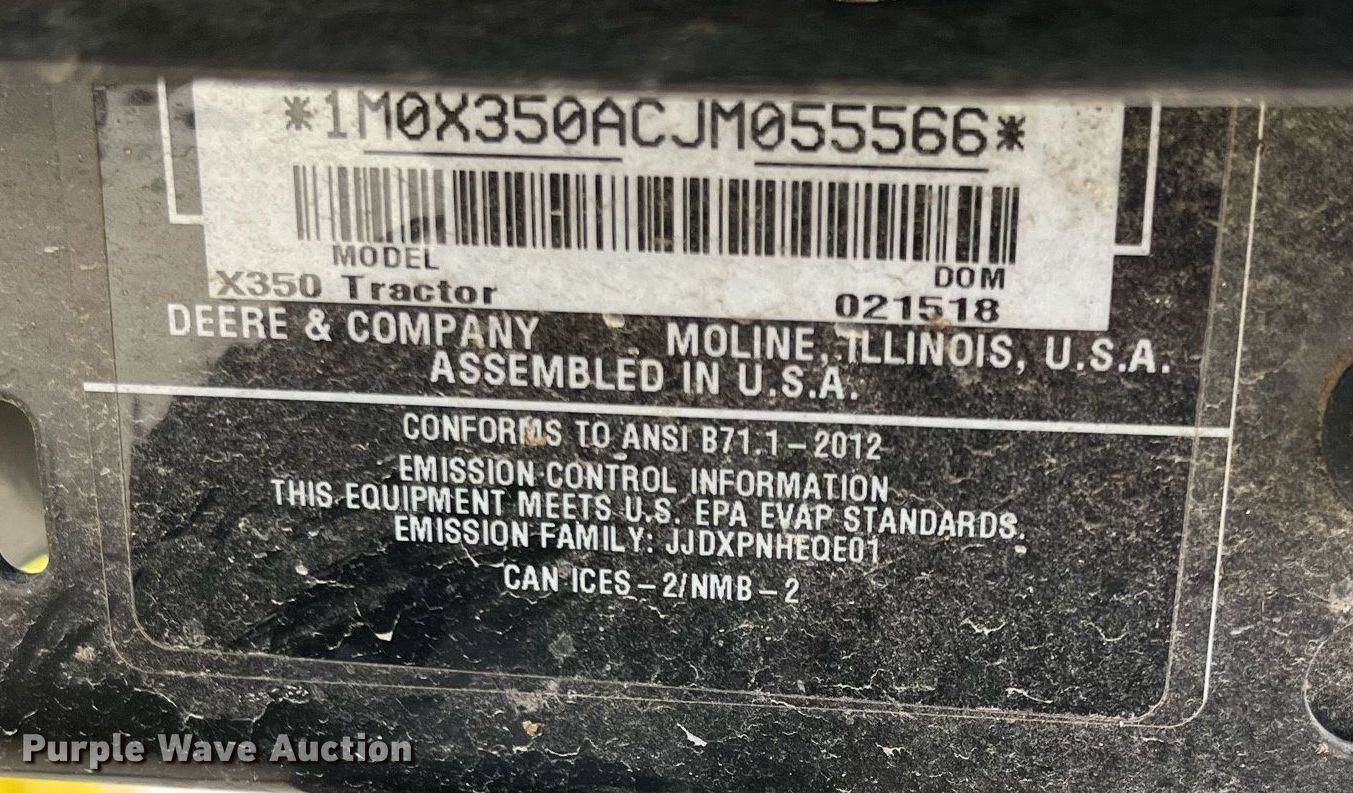 *1M0X350ACJM055566*
MODEL DOM
X350 Tractor 021518
DEERE & COMPANY MOLINE, ILLINOIS, U.S.A.
ASSEMBLED IN U.S.A.
CONFORMS TO ANSI B71.1-2012
EMISSION CONTROL INFORMATION
THIS EQUIPMENT MEETS U.S. EPA EVAP STANDARDS.
EMISSION FAMILY: JJDXPNHEQE01
CAN ICES-2/NMB-2
Purple Wave Auction